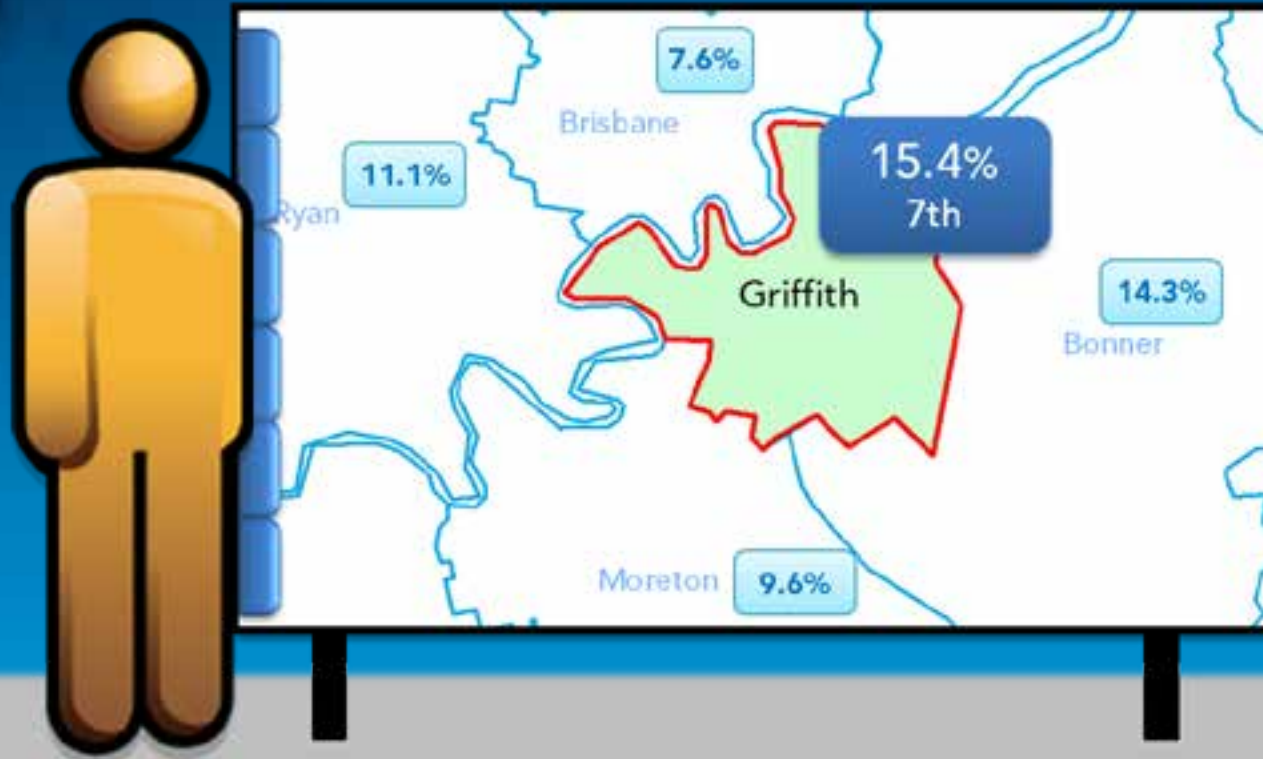 7.6%
Brisbane
11.1%
Ryan
15.4%
7th
Griffith
14.3%
Bonner
Moreton
9.6%